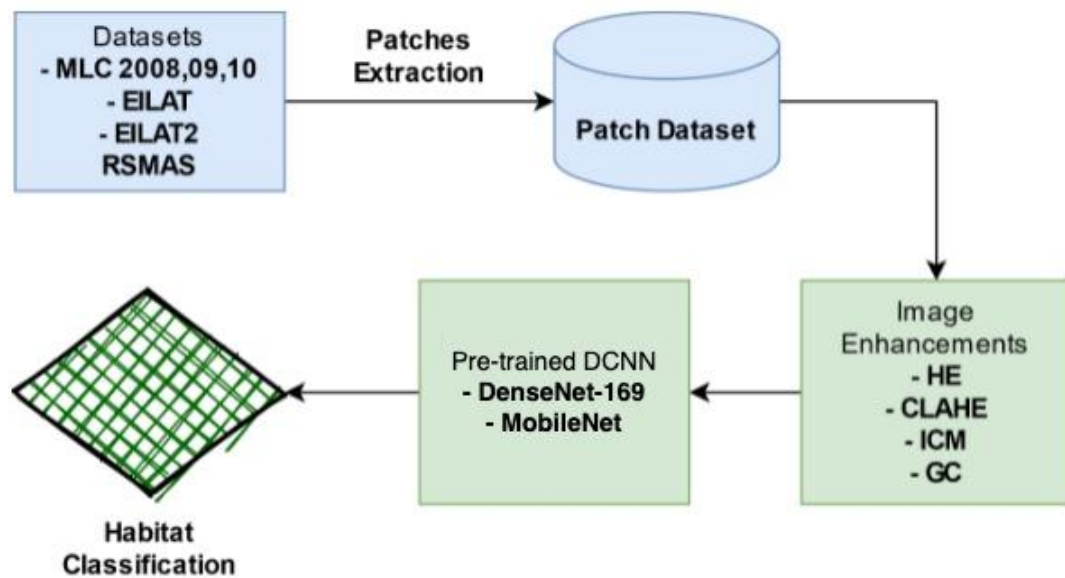 Datasets
- MLC 2008,09,10
- EILAT
- EILAT2
RSMAS
Patches
Extraction
Patch Dataset
Image
Enhancements
- HE
- CLAHE
- ICM
- GC
Pre-trained DCNN
- DenseNet-169
- MobileNet
Habitat
Classification